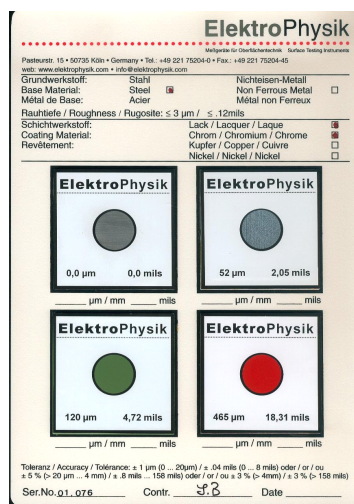 ElektroPhysik
Meßgeräte für Oberflächentechnik Surface Testing Instruments
Pasteurstr. 15 • 50735 Köln • Germany • Tel.: +49 221 75204-0 • Fax.: +49 221 75204-45
web: www.elektrophysik.com • info@elektrophysik.com
Grundwerkstoff: Stahl Nichteisen-Metall
Base Material: Steel Non Ferrous Metal
Métal de Base: Acier Métal non Ferreux
Rauhtiefe / Roughness / Rugosite: ≤ 3 µm / ≤ .12mils
Schichtwerkstoff: Lack / Lacquer / Laque
Coating Material: Chrom / Chromium / Chrome
Revêtement: Kupfer / Copper / Cuivre
Nickel / Nickel / Nickel
ElektroPhysik ElektroPhysik
0,0 µm 0,0 mils 52 µm 2,05 mils
µm / mm mils µm / mm mils
ElektroPhysik ElektroPhysik
120 µm 4,72 mils 465 µm 18,31 mils
µm / mm mils µm / mm mils
Toleranz / Accuracy / Tolérance: ± 1 µm (0 ... 20µm) / ± .04 mils (0 ... 8 mils) oder / or / ou
± 5 % (> 20 µm ... 4 mm) / ± .8 mils ... 158 mils) oder / or / ou ± 3 % (> 4mm) / ± 3 % (> 158 mils)
Ser.No. 01.076 Contr. J.B Date